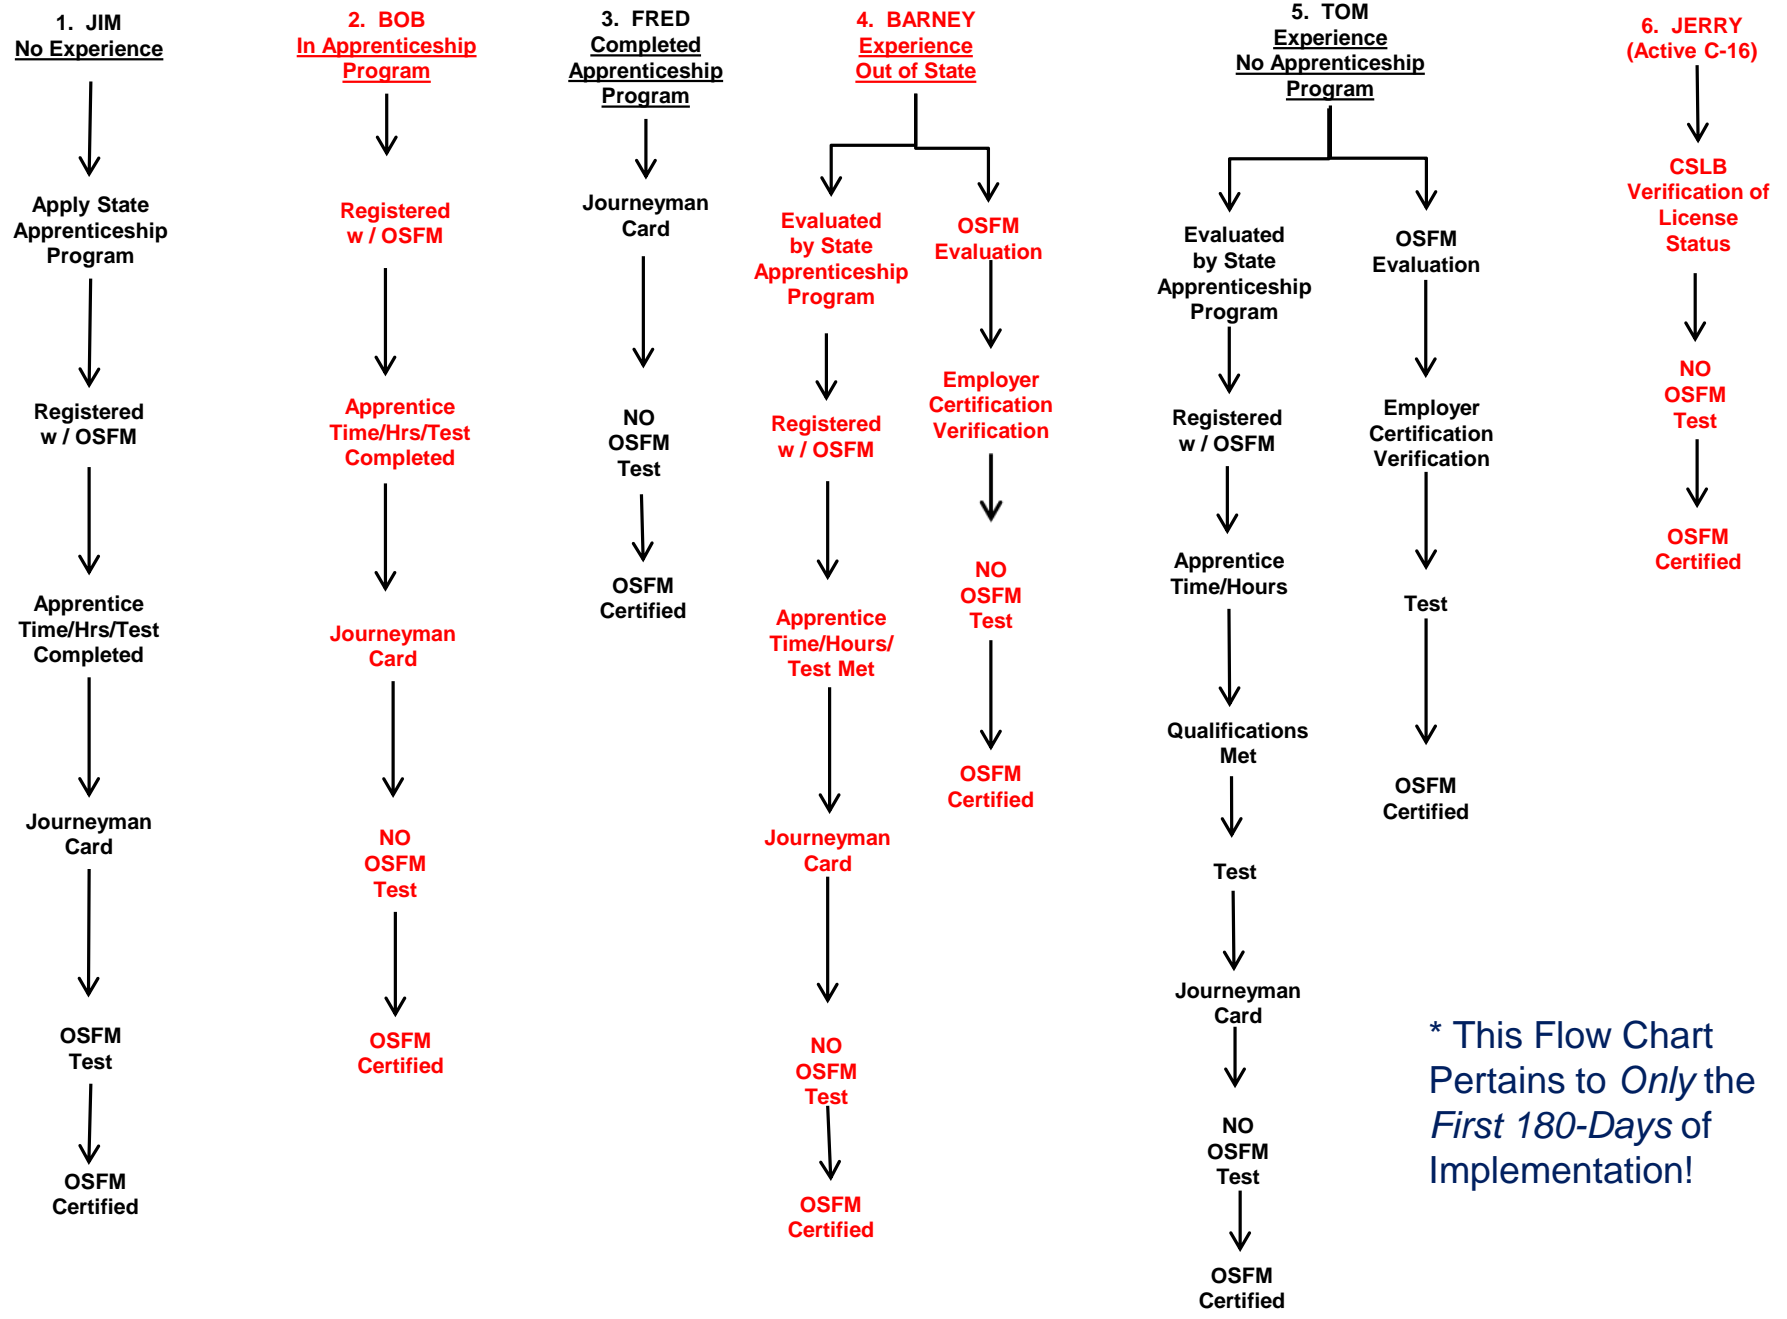 1. JIM
No Experience
Apply State
Apprenticeship
Program
Registered
w / OSFM
Apprentice
Time/Hrs/Test
Completed
Journeyman
Card
OSFM
Test
OSFM
Certified
2. BOB
In Apprenticeship
Program
Registered
w / OSFM
Apprentice
Time/Hrs/Test
Completed
Journeyman
Card
NO
OSFM
Test
OSFM
Certified
3. FRED
Completed
Apprenticeship
Program
Journeyman
Card
NO
OSFM
Test
OSFM
Certified
4. BARNEY
Experience
Out of State
Evaluated
by State
Apprenticeship
Program
Registered
w / OSFM
Apprentice
Time/Hours/
Test Met
Journeyman
Card
NO
OSFM
Test
OSFM
Certified
OSFM
Evaluation
Employer
Certification
Verification
NO
OSFM
Test
OSFM
Certified
5. TOM
Experience
No Apprenticeship
Program
Evaluated
by State
Apprenticeship
Program
Registered
w / OSFM
Apprentice
Time/Hours
Qualifications
Met
Test
Journeyman
Card
NO
OSFM
Test
OSFM
Certified
OSFM
Evaluation
Employer
Certification
Verification
Test
OSFM
Certified
6. JERRY
(Active C-16)
CSLB
Verification of
License
Status
NO
OSFM
Test
OSFM
Certified
* This Flow Chart
Pertains to Only the
First 180-Days of
Implementation!